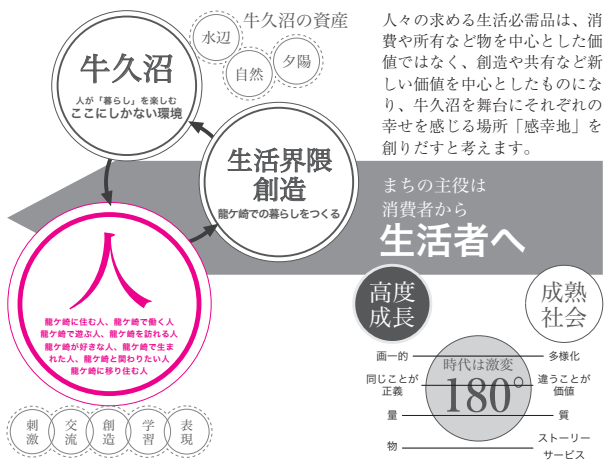 牛久沼の資産
水辺
自然
夕陽
牛久沼
人が「暮らし」を楽しむ
ここにしかない環境
生活界隈
創造
龍ケ崎での暮らしをつくる
人
龍ケ崎に住む人、龍ケ崎で働く人
龍ケ崎で遊ぶ人、龍ケ崎を訪れる人
龍ケ崎が好きな人、龍ケ崎で生ま
れた人、龍ケ崎と関わりたい人
龍ケ崎に移り住む人
刺激
交流
創造
学習
表現
人々の求める生活必需品は、消
費や所有など物を中心とした価
値ではなく、創造や共有など新
しい価値を中心としたものにな
り、牛久沼を舞台にそれぞれの
幸せを感じる場所「感幸地」を
創りだすと考えます。
まちの主役は
消費者から
生活者へ
高度
成長
成熟
社会
時代は激変
180°
画一的
多様化
同じことが
正義
違うことが
価値
量
質
物
ストーリー
サービス